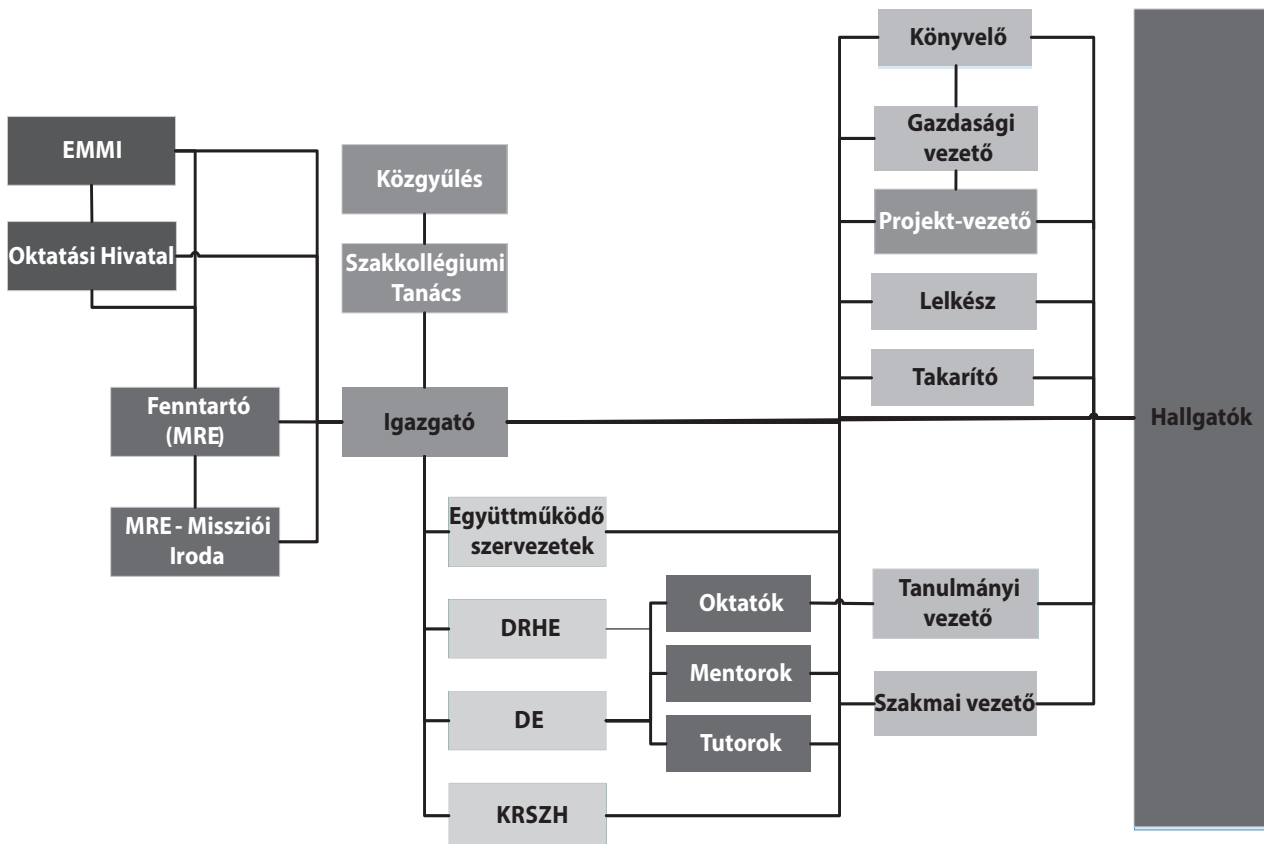 EMMI
Oktatási Hivatal
Fenntartó
(MRE)
MRE - Missziói
Iroda
Közgyűlés
Szakkollégiumi
Tanács
Igazgató
Együttműködő
szervezetek
DRHE
DE
KRSZH
Oktatók
Mentorok
Tutorok
Könyvelő
Gazdasági
vezető
Projekt-vezető
Lelkész
Takarító
Tanulmányi
vezető
Szakmai vezető
Hallgatók